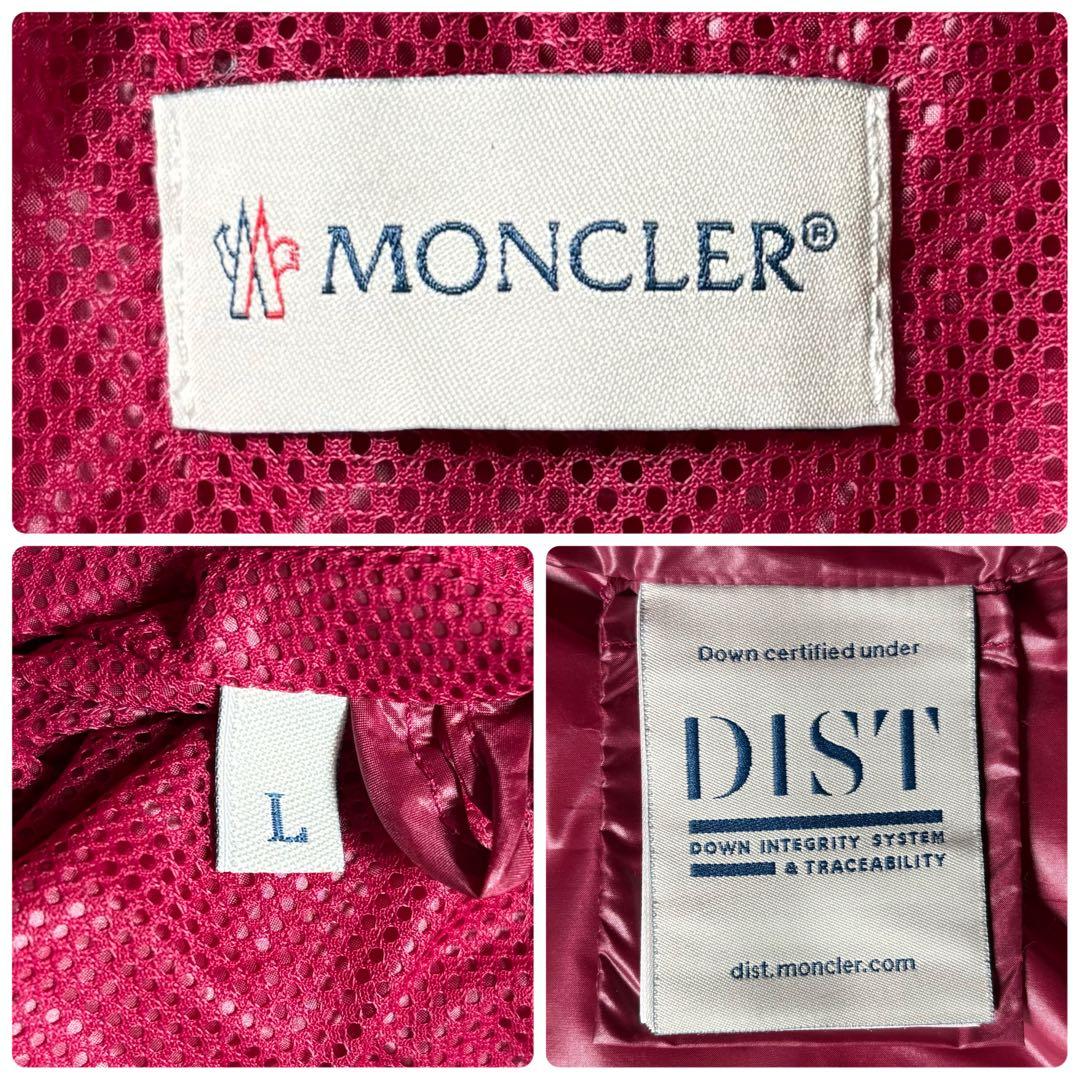 MONCLER®
L
Down certified under
DIST
DOWN INTEGRITY SYSTEM
& TRACEABILITY
dist.moncler.com